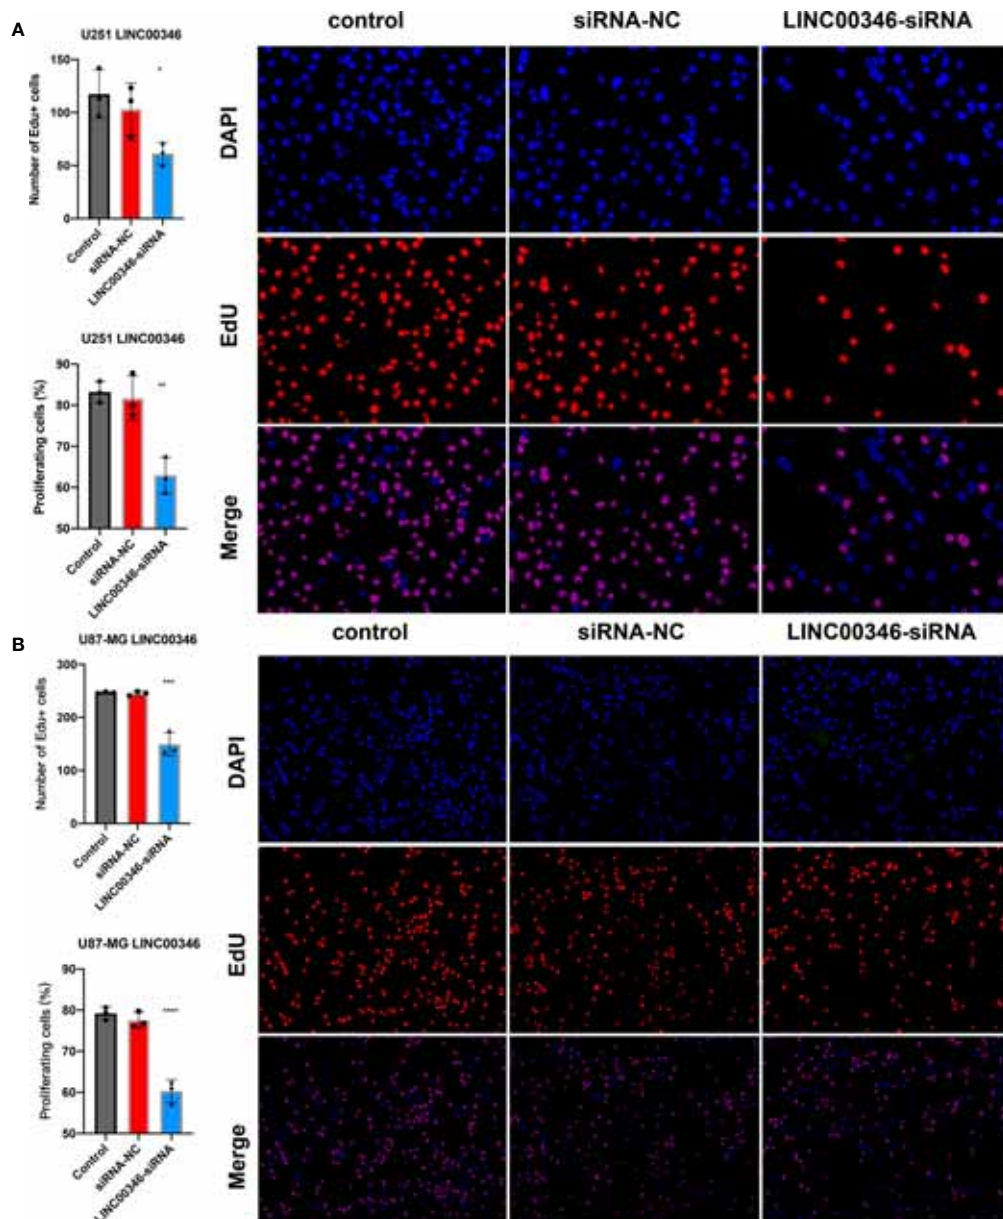 A
U251 LINC00346
Number of Edu+ cells
150
100
50
0
*
Control
siRNA-NC
LINC00346-siRNA
U251 LINC00346
Proliferating cells (%)
90
80
70
60
50
**
Control
siRNA-NC
LINC00346-siRNA
control
siRNA-NC
LINC00346-siRNA
DAPI
EdU
Merge
B
U87-MG LINC00346
Number of Edu+ cells
300
200
100
0
***
Control
siRNA-NC
LINC00346-siRNA
U87-MG LINC00346
Proliferating cells (%)
90
80
70
60
50
****
Control
siRNA-NC
LINC00346-siRNA
control
siRNA-NC
LINC00346-siRNA
DAPI
EdU
Merge